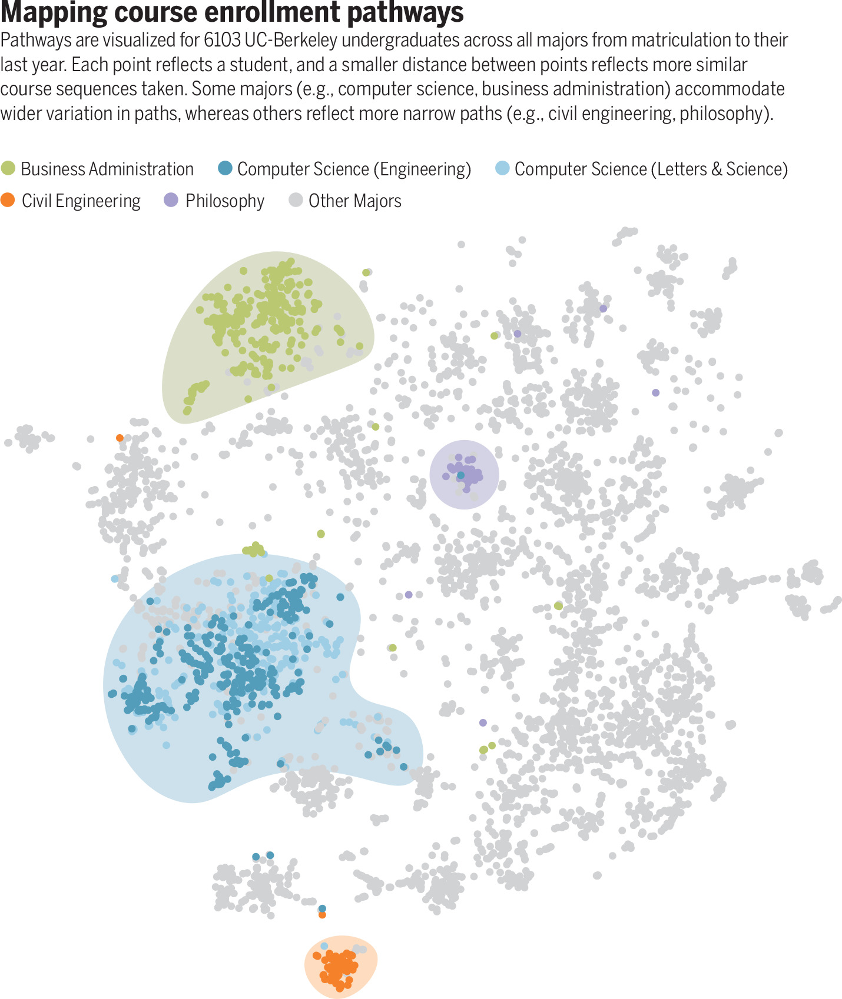 Mapping course enrollment pathways
Pathways are visualized for 6103 UC-Berkeley undergraduates across all majors from matriculation to their
last year. Each point reflects a student, and a smaller distance between points reflects more similar
course sequences taken. Some majors (e.g., computer science, business administration) accommodate
wider variation in paths, whereas others reflect more narrow paths (e.g., civil engineering, philosophy).
Business Administration Computer Science (Engineering) Computer Science (Letters & Science)
Civil Engineering Philosophy Other Majors